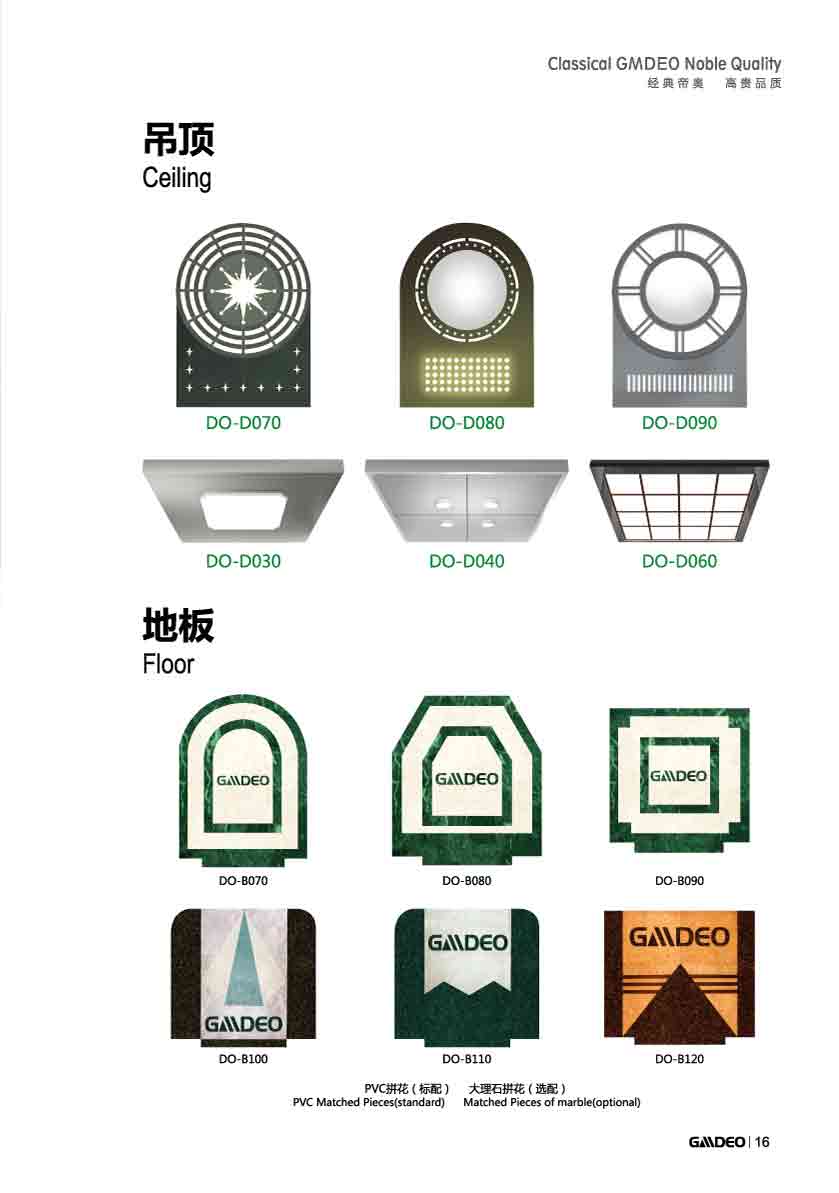 Classical GMDEO Noble Quality
经典帝奥 高贵品质
吊顶
Ceiling
DO-D070 DO-D080 DO-D090
DO-D030 DO-D040 DO-D060
地板
Floor
GMDEO GMDEO GMDEO
DO-B070 DO-B080 DO-B090
GMDEO GMDEO GMDEO
DO-B100 DO-B110 DO-B120
PVC拼花（标配） 大理石拼花（选配）
PVC Matched Pieces(standard) Matched Pieces of marble(optional)
GMDEO | 16